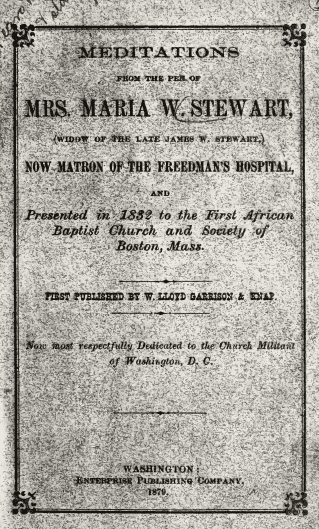 MEDITATIONS
FROM THE PEN OF
MRS. MARIA W. STEWART,
(WIDOW OF THE LATE JAMES W. STEWART,)
NOW MATRON OF THE FREEDMAN'S HOSPITAL,
AND
Presented in 1832 to the First African
Baptist Church and Society of
Boston, Mass.
FIRST PUBLISHED BY W. LLOYD GARRISON & KNAP.
Now most respectfully Dedicated to the Church Militant
of Washington, D. C.
WASHINGTON:
ENTERPRISE PUBLISHING COMPANY,
1879.